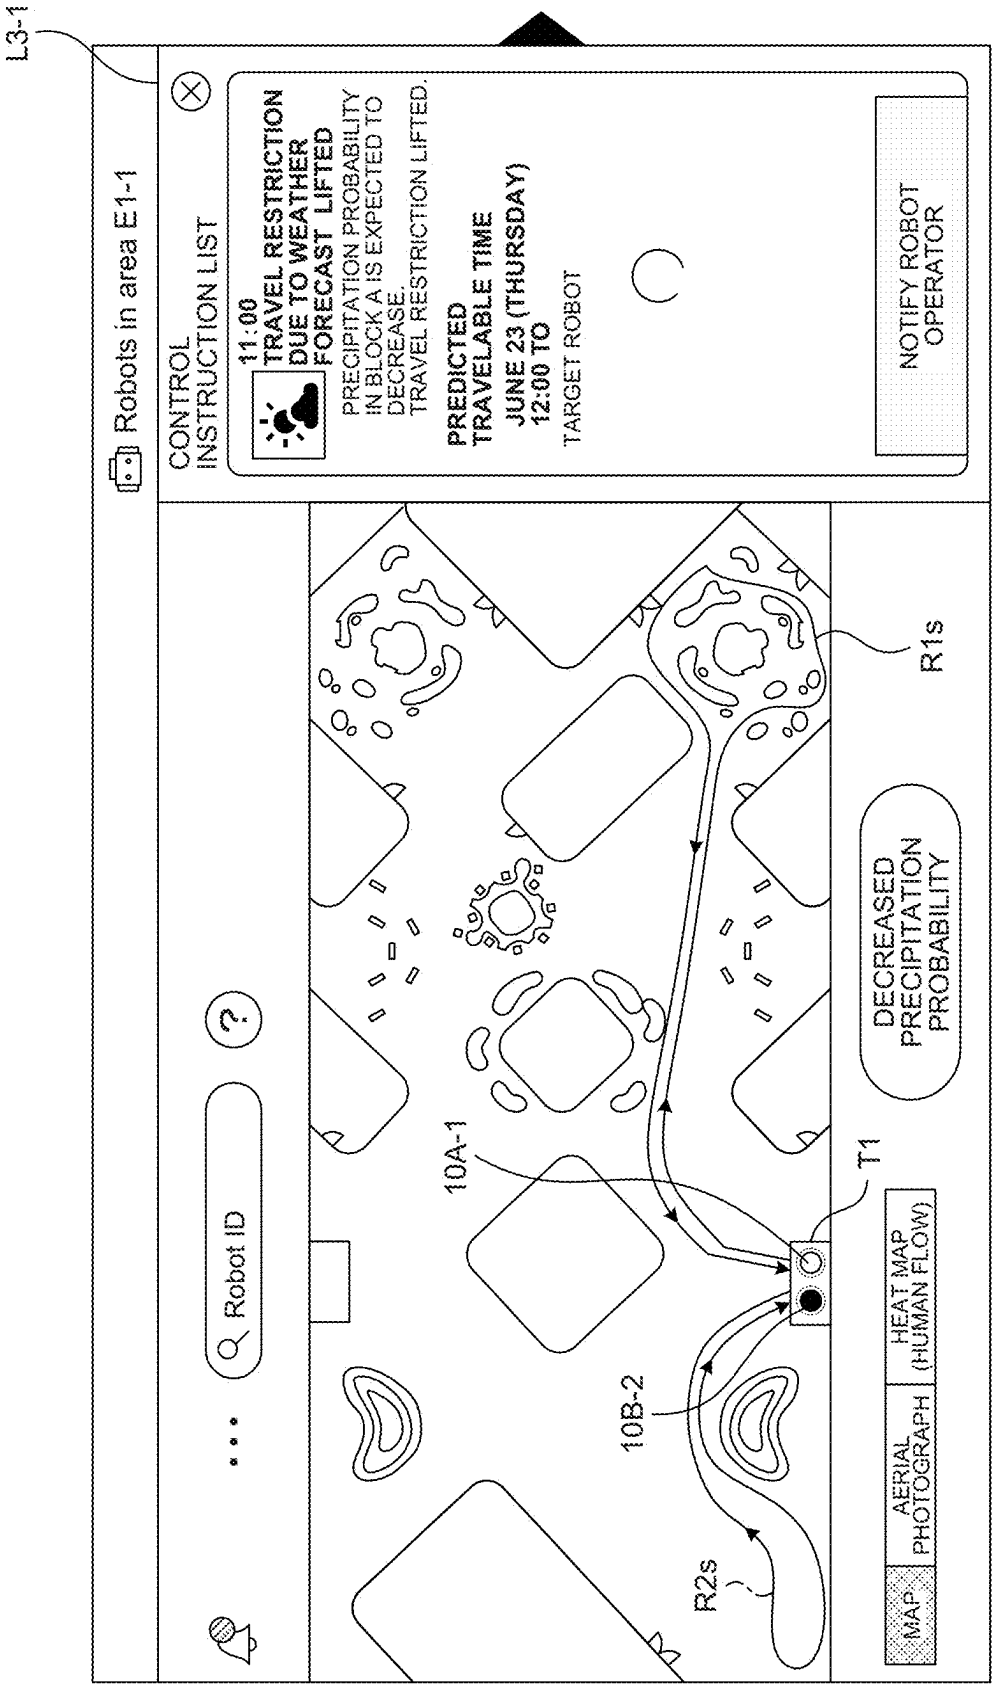 L3-1
Robots in area E1-1
Robot ID
?
CONTROL
INSTRUCTION LIST
11:00
TRAVEL RESTRICTION
DUE TO WEATHER
FORECAST LIFTED
PRECIPITATION PROBABILITY
IN BLOCK A IS EXPECTED TO
DECREASE.
TRAVEL RESTRICTION LIFTED.
PREDICTED
TRAVELABLE TIME
JUNE 23 (THURSDAY)
12:00 TO
TARGET ROBOT
NOTIFY ROBOT
OPERATOR
10A-1
10B-2
R2s
T1
R1s
MAP
AERIAL
PHOTOGRAPH
HEAT MAP
(HUMAN FLOW)
DECREASED
PRECIPITATION
PROBABILITY